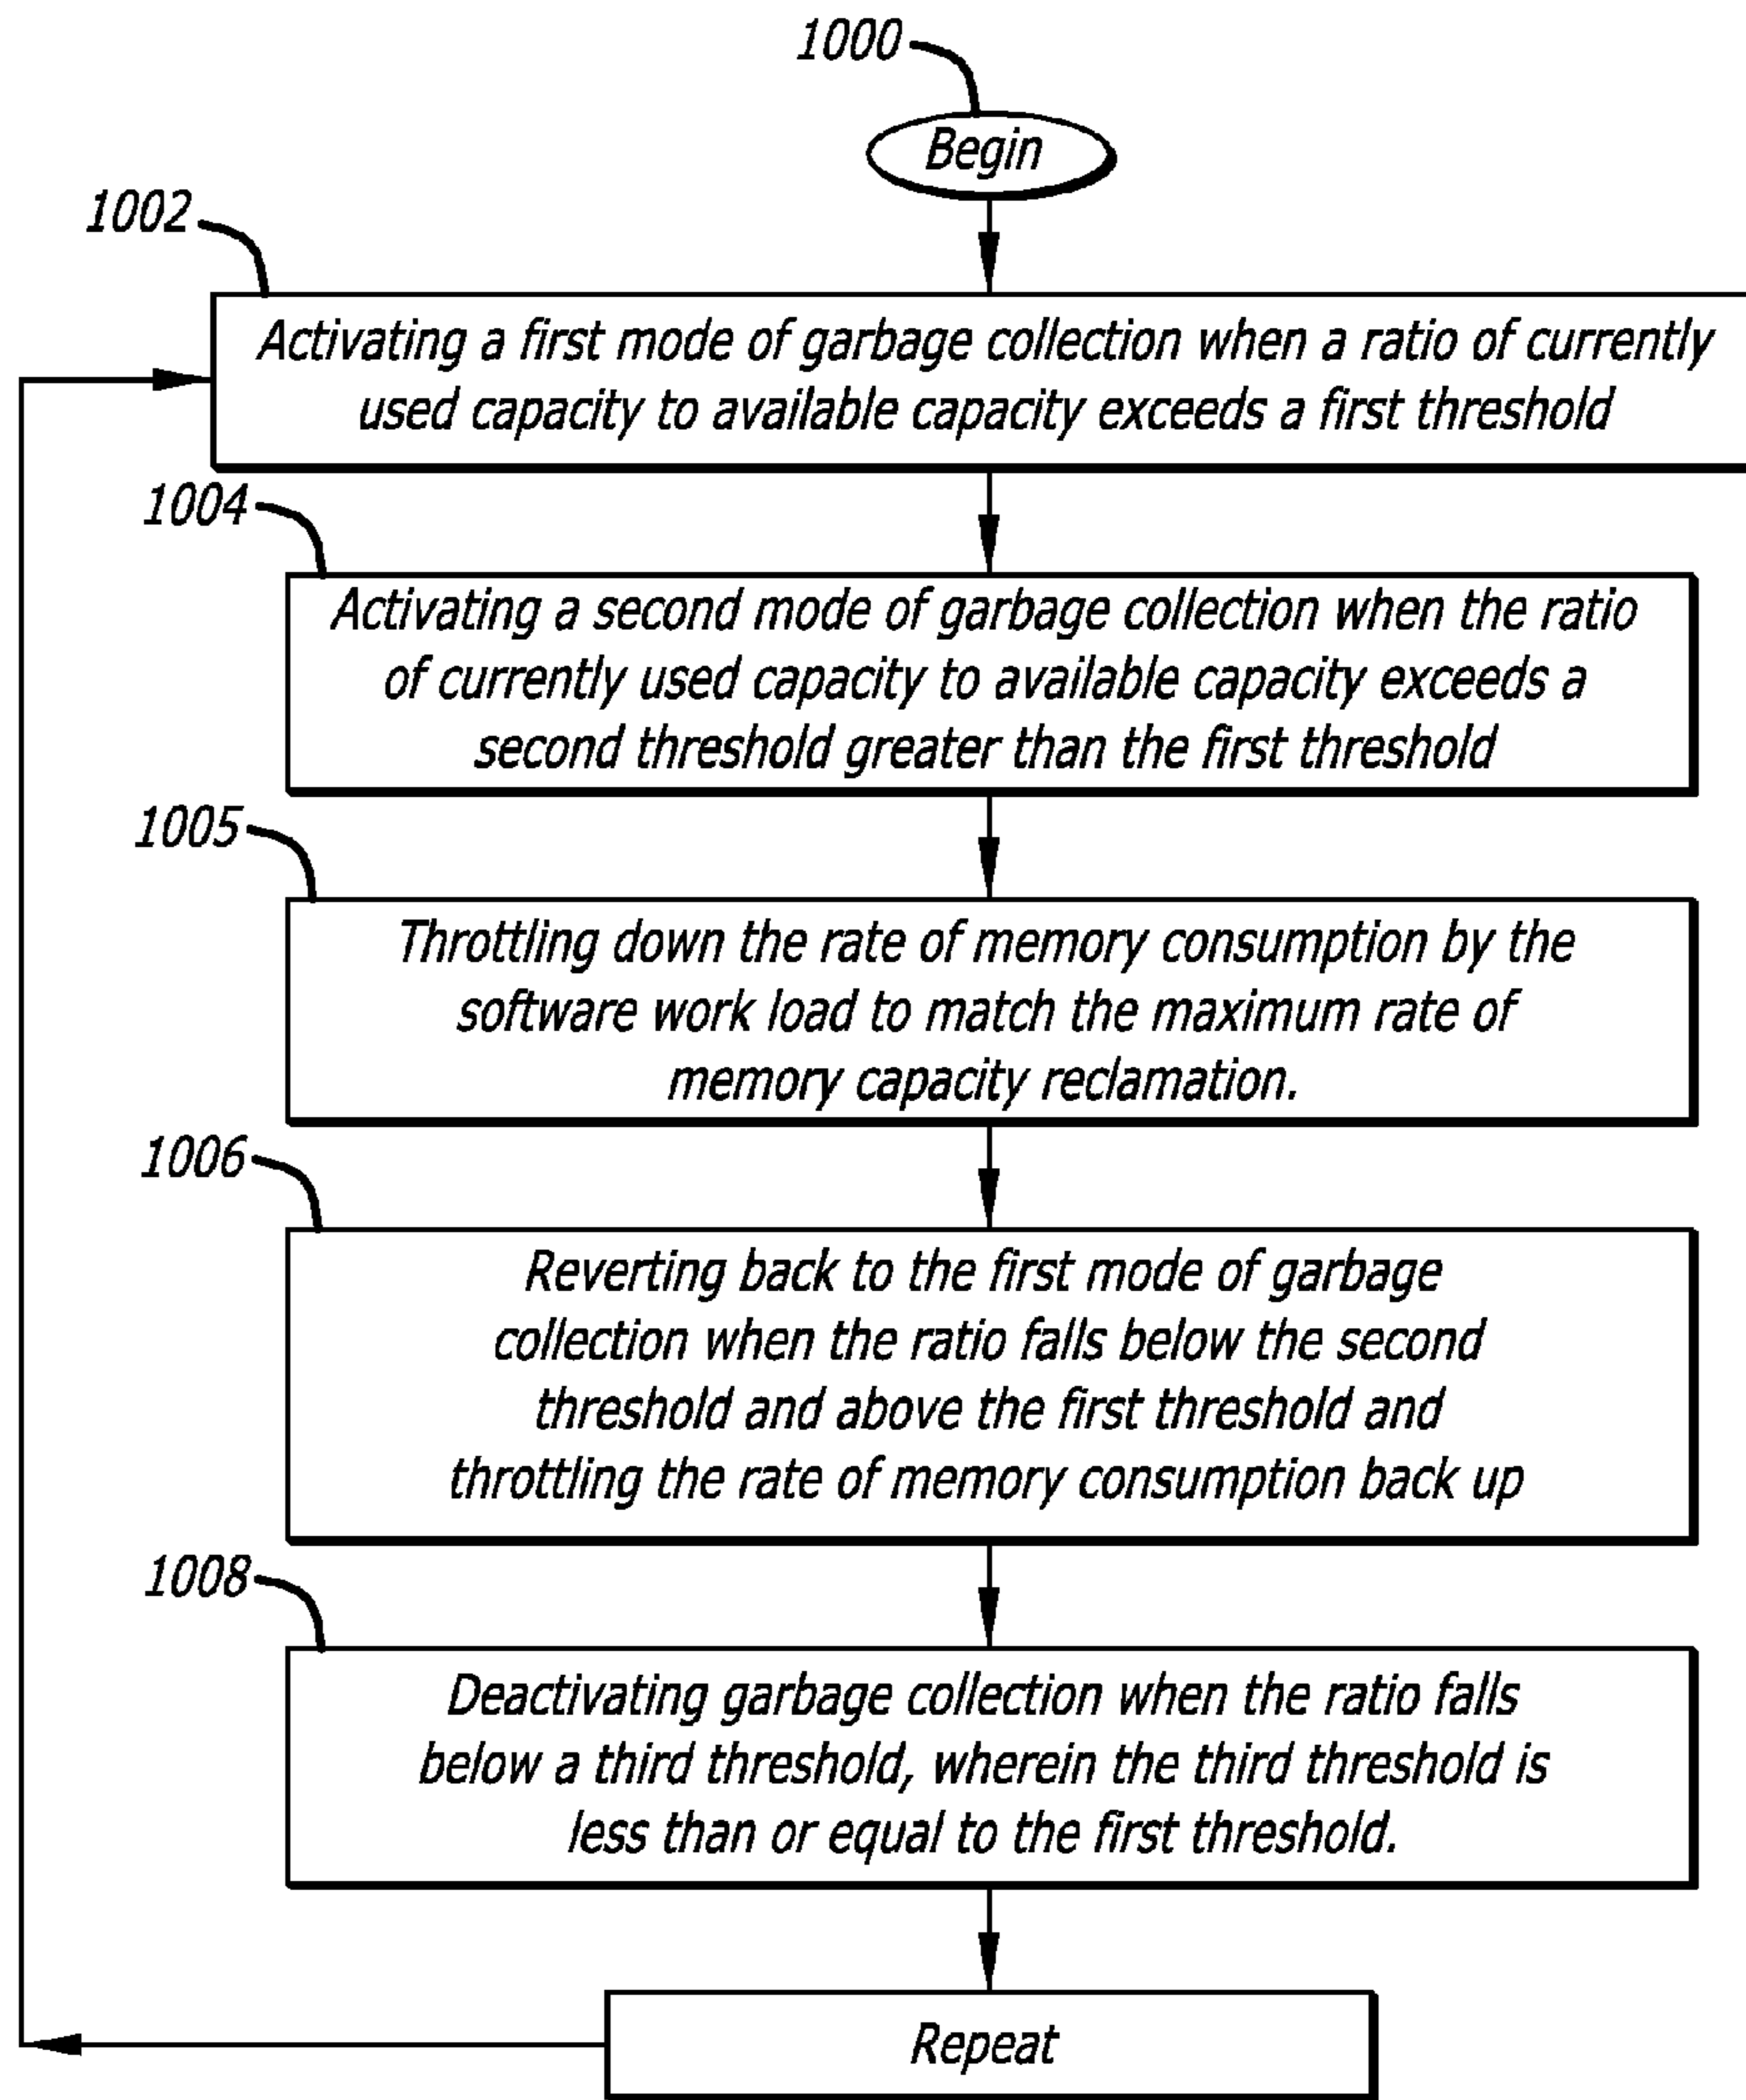 1000
Begin
1002
Activating a first mode of garbage collection when a ratio of currently
used capacity to available capacity exceeds a first threshold
1004
Activating a second mode of garbage collection when the ratio
of currently used capacity to available capacity exceeds a
second threshold greater than the first threshold
1005
Throttling down the rate of memory consumption by the
software work load to match the maximum rate of
memory capacity reclamation.
1006
Reverting back to the first mode of garbage
collection when the ratio falls below the second
threshold and above the first threshold and
throttling the rate of memory consumption back up
1008
Deactivating garbage collection when the ratio falls
below a third threshold, wherein the third threshold is
less than or equal to the first threshold.
Repeat